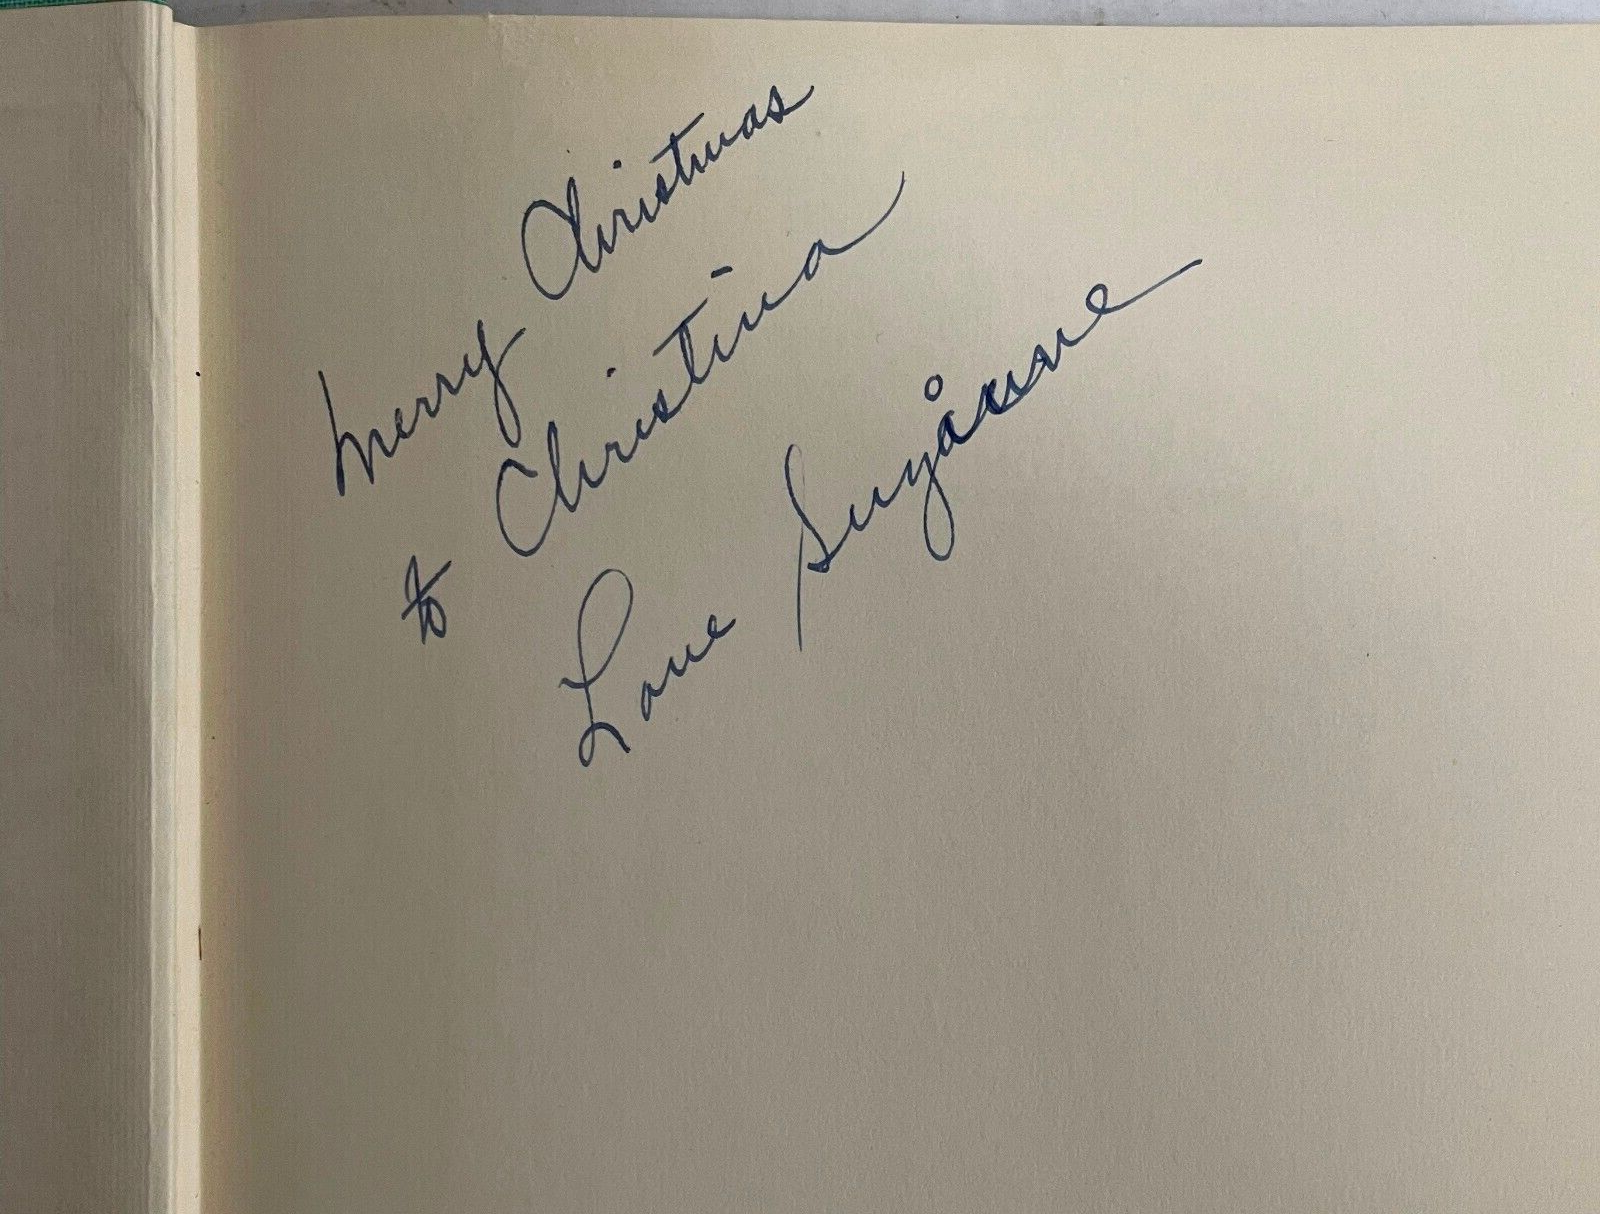 Merry Christmas
to Christina
Love Suzanne